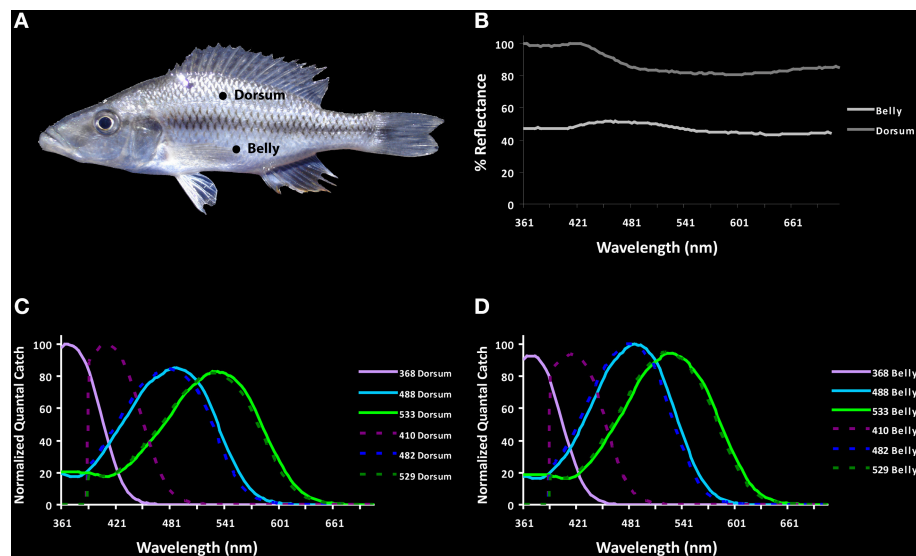 A
Dorsum
Belly
B
% Reflectance
100
80
60
40
20
0
361 421 481 541 601 661
Wavelength (nm)
Belly
Dorsum
C
Normalized Quantal Catch
100
80
60
40
20
0
361 421 481 541 601 661
Wavelength (nm)
368 Dorsum
488 Dorsum
533 Dorsum
410 Dorsum
482 Dorsum
529 Dorsum
D
Normalized Quantal Catch
100
80
60
40
20
0
361 421 481 541 601 661
Wavelength (nm)
368 Belly
488 Belly
533 Belly
410 Belly
482 Belly
529 Belly